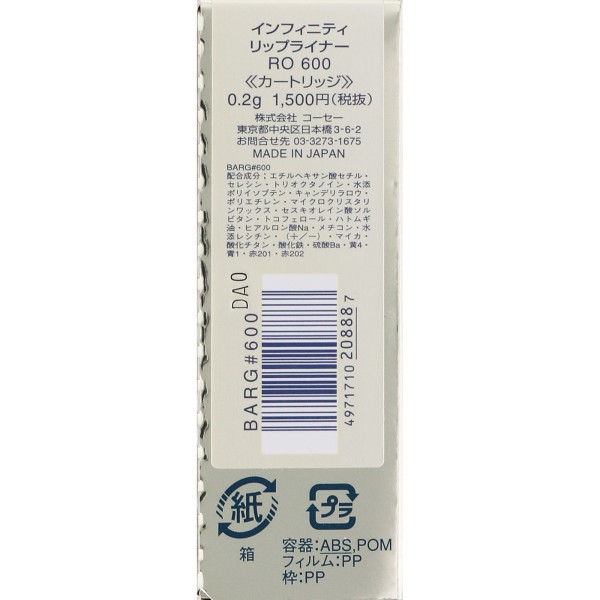 インフィニティ
リップライナー
RO 600
《カートリッジ》
0.2g 1,500円(税抜)
株式会社 コーセー
東京都中央区日本橋3-6-2
お問合せ先 03-3273-1675
MADE IN JAPAN
BARG#600
配合成分：エチルヘキサン酸セチル・
セレシン・トリオクタノイン・水添
ポリイソブテン・キャンデリラロウ・
ポリエチレン・マイクロクリスタリ
ンワックス・セスキオレイン酸ソル
ビタン・トコフェロール・ハトムギ
油・ヒアルロン酸Na・メチコン・水
添レシチン・（＋/－）・マイカ・
酸化チタン・酸化鉄・硫酸Ba・黄4・
青1・赤201・赤202
BARG#600 DA0
4971710 208887
紙
箱
プラ
容器:ABS,POM
フィルム:PP
枠:PP